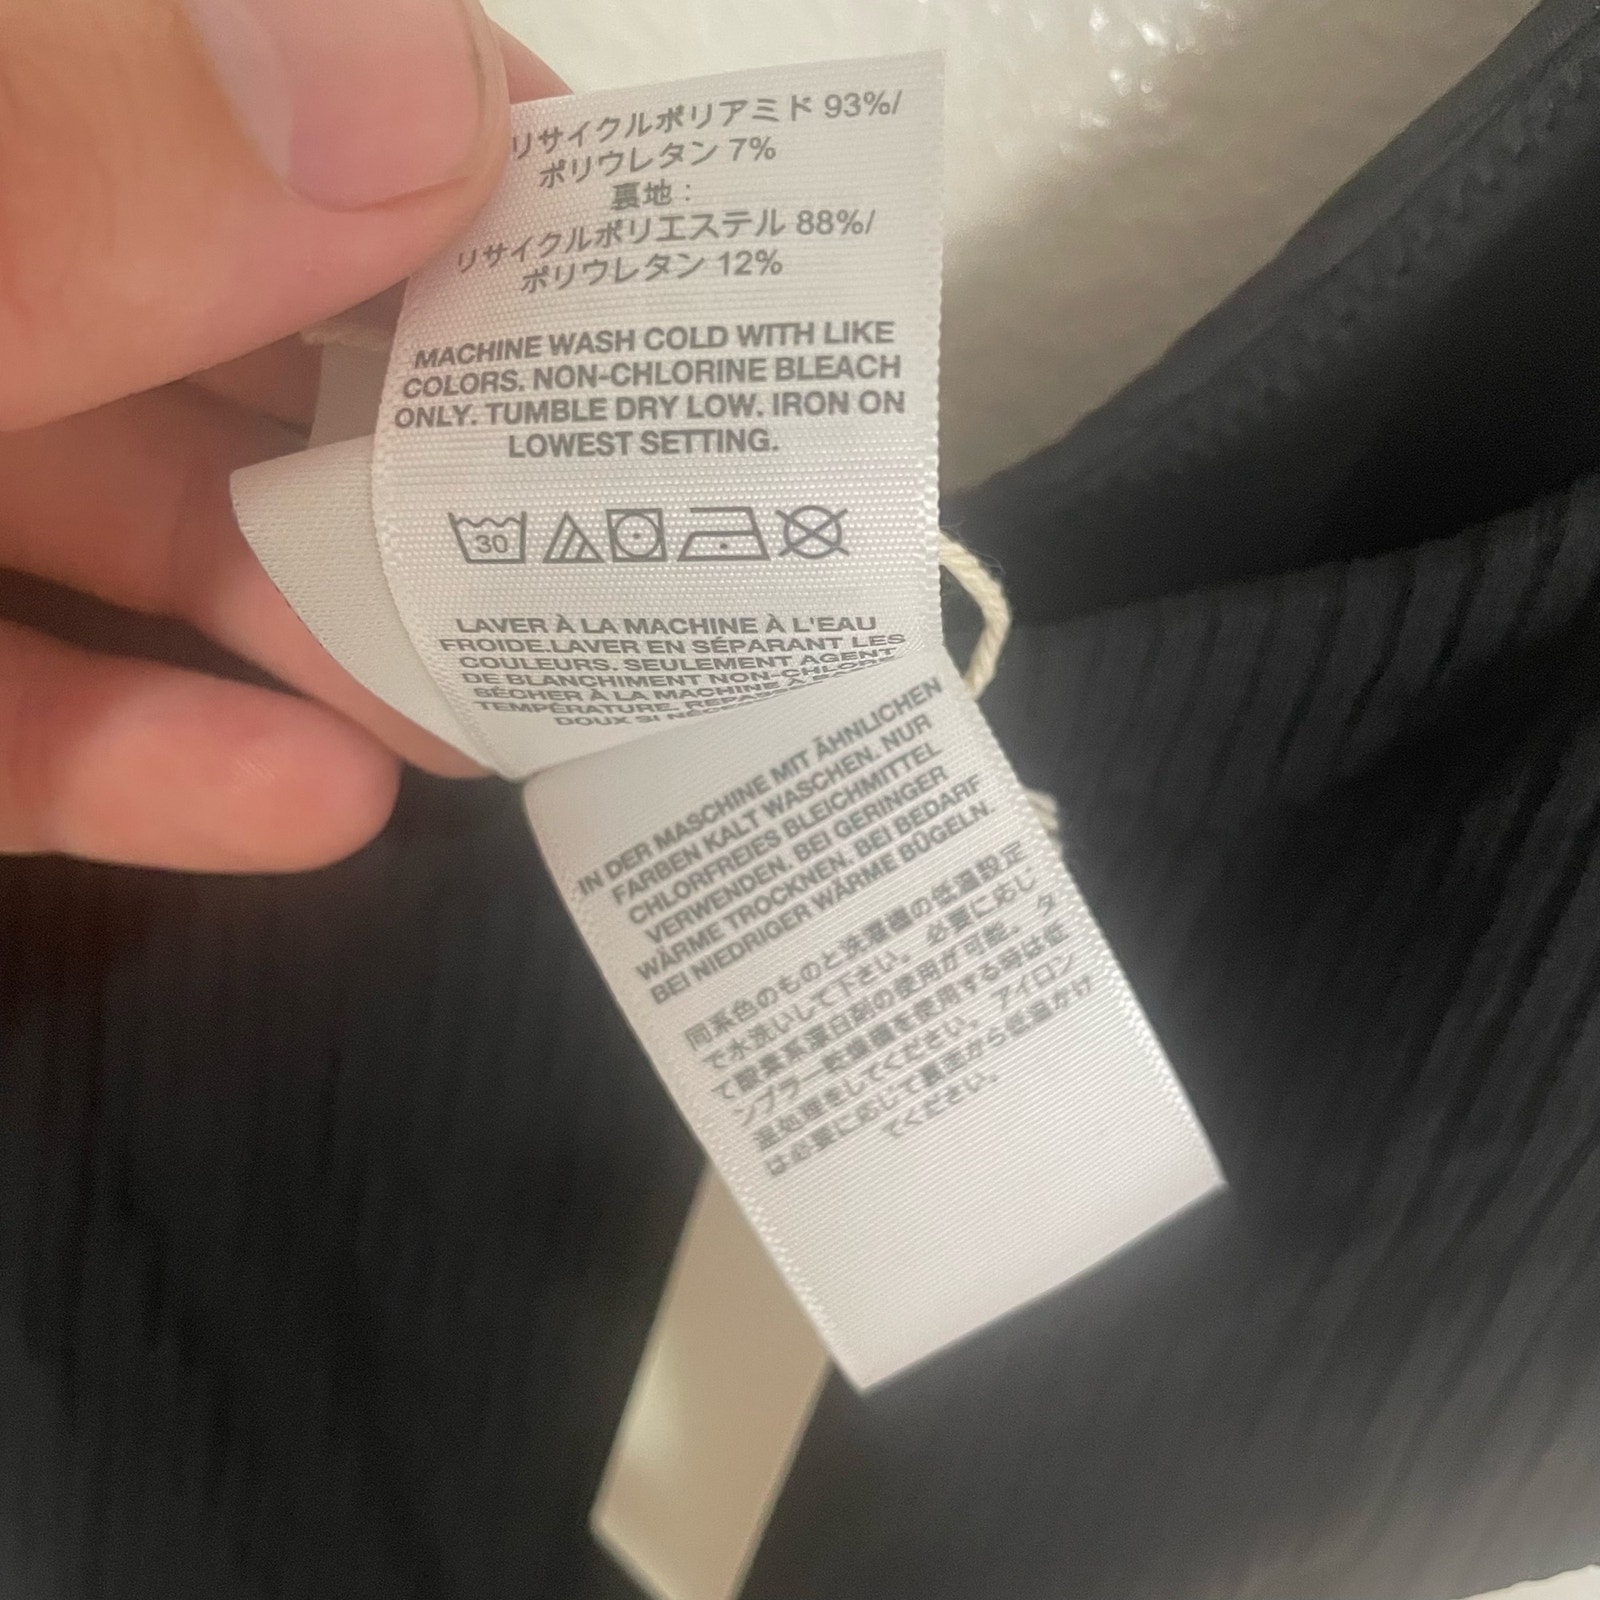 リサイクルポリアミド 93%/
ポリウレタン 7%
裏地：
リサイクルポリエステル 88%/
ポリウレタン 12%
MACHINE WASH COLD WITH LIKE
COLORS. NON-CHLORINE BLEACH
ONLY. TUMBLE DRY LOW. IRON ON
LOWEST SETTING.
30
LAVER À LA MACHINE À L'EAU
FROIDE.LAVER EN SÉPARANT LES
COULEURS. SEULEMENT AGENT
DE BLANCHIMENT NON-CHLORE
SÉCHER À LA MACHINE À
TEMPÉRATURE.
DOUX SI
IN DER MASCHINE MIT ÄHNLICHEN
FARBEN KALT WASCHEN. NUR
CHLORFREIES BLEICHMITTEL
VERWENDEN. BEI GERINGER
WÄRME TROCKNEN. BEI BEDARF
BEI NIEDRIGER WÄRME BÜGELN
同系色のものと洗濯機の低温設定
で水洗いして下さい。 必要に応じ
て酸素系漂白剤の使用が可能。 タ
ンブラー乾燥機を使用する時は低
温処理をしてください。 アイロン
は必要に応じて裏面から低温がけ
てください。